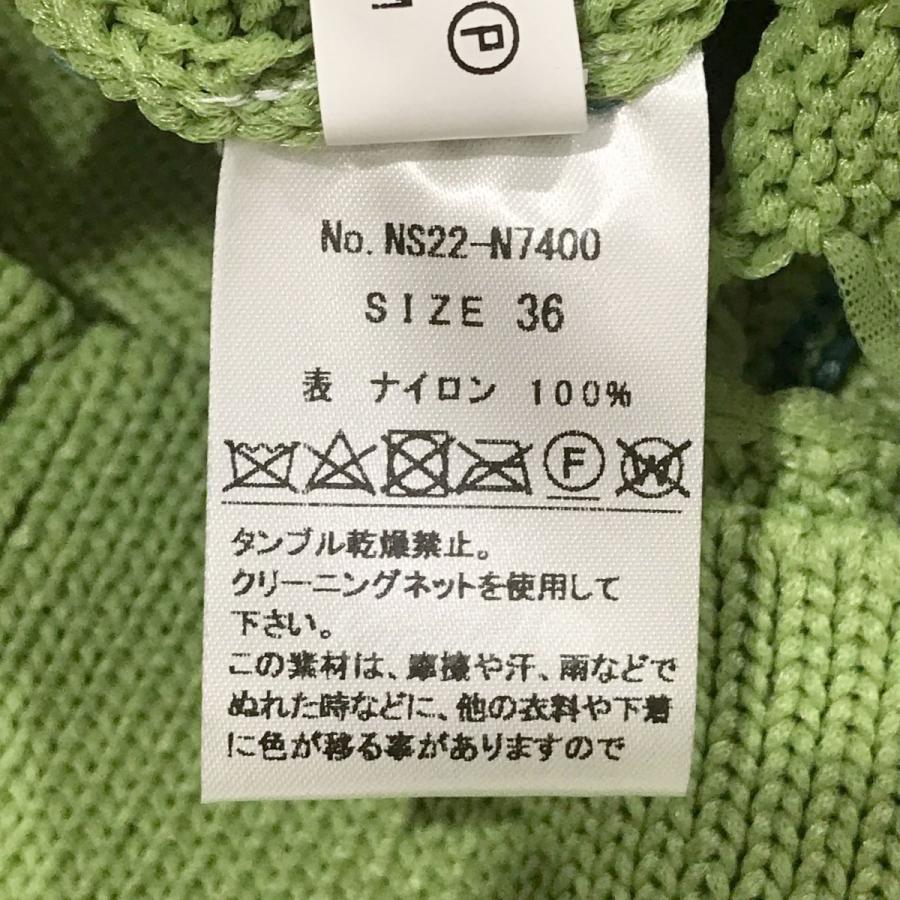 P
No. NS22-N7400
SIZE 36
表 ナイロン 100%
F
W
タンブル乾燥禁止。
クリーニングネットを使用して
下さい。
この素材は、摩擦や汗、雨などで
ぬれた時などに、他の衣料や下着
に色が移る事がありますので